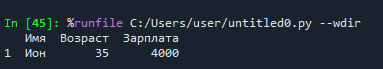 In [45]: %runfile C:/Users/user/untitled0.py --wdir
Имя Возраст Зарплата
1 Ион 35 4000